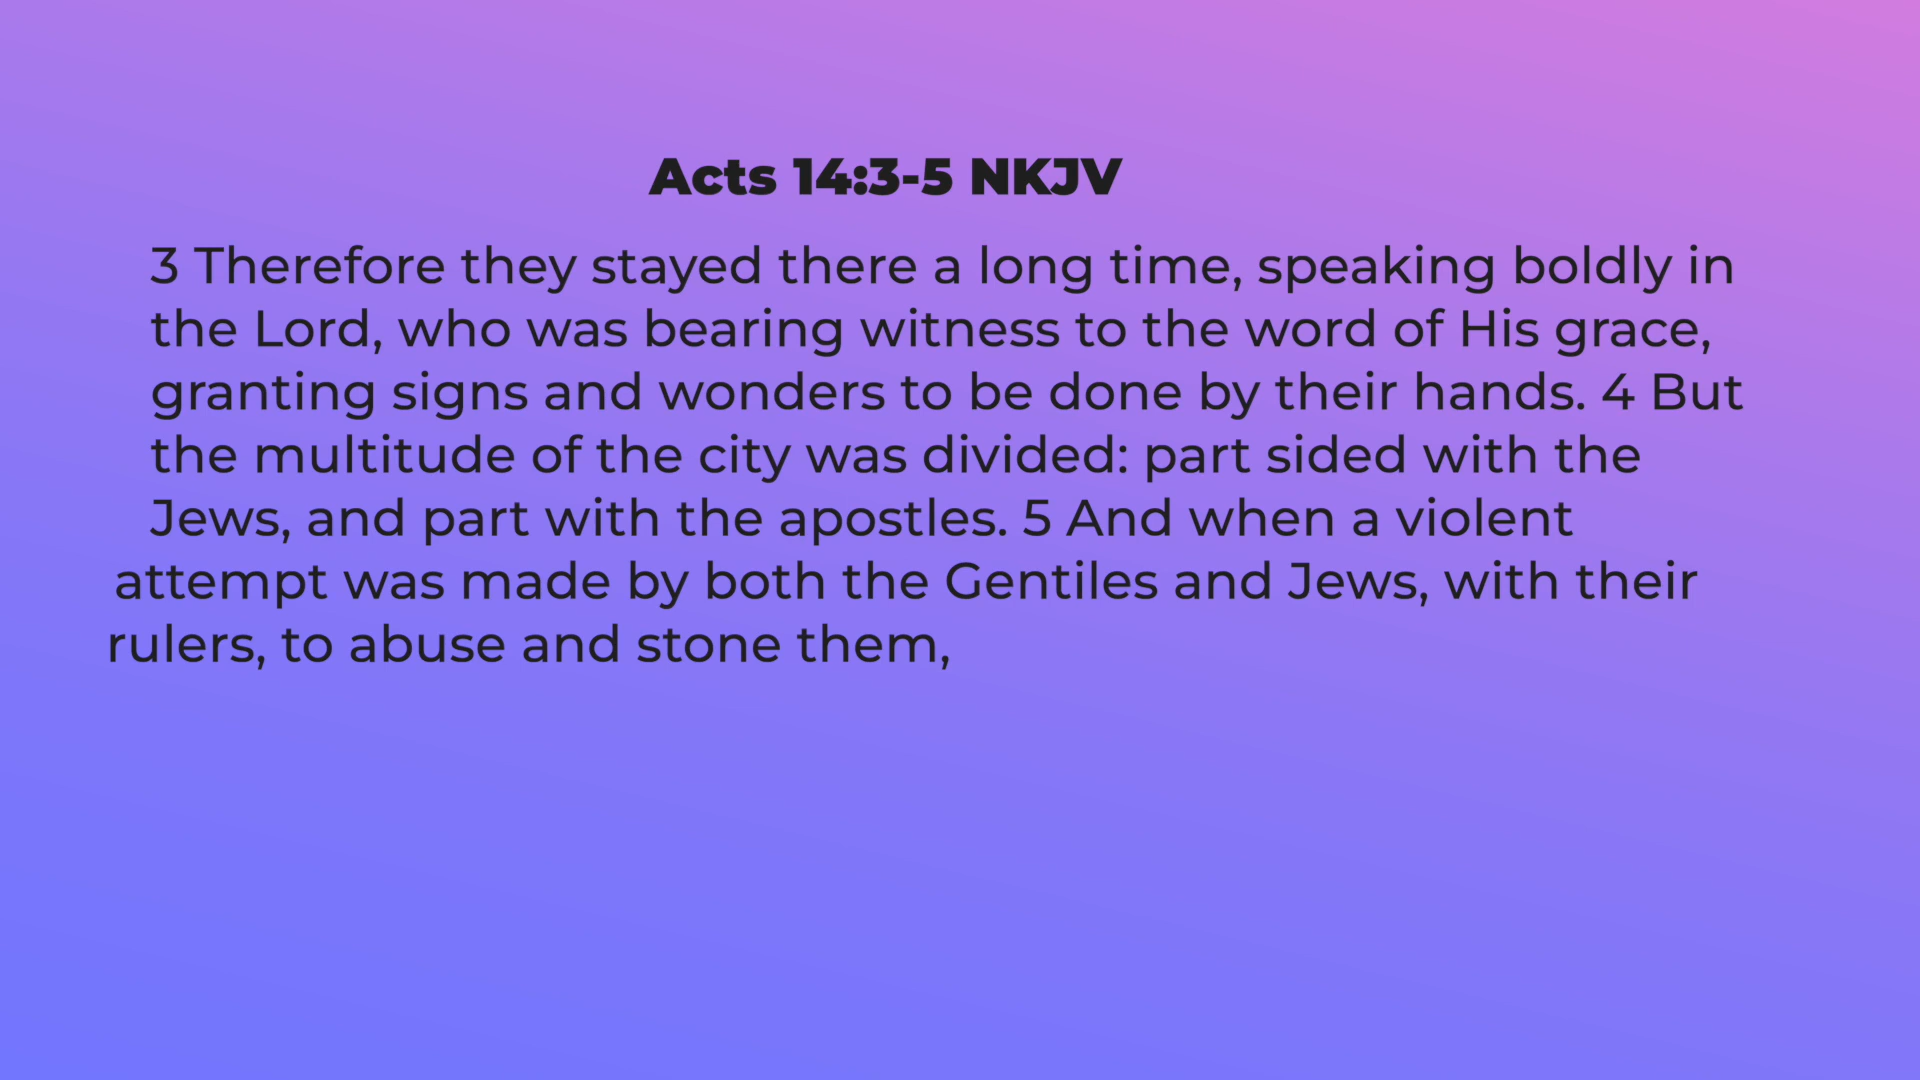 Acts 14:3-5 NKJV
3 Therefore they stayed there a long time, speaking boldly in
the Lord, who was bearing witness to the word of His grace,
granting signs and wonders to be done by their hands. 4 But
the multitude of the city was divided: part sided with the
Jews, and part with the apostles. 5 And when a violent
attempt was made by both the Gentiles and Jews, with their
rulers, to abuse and stone them,